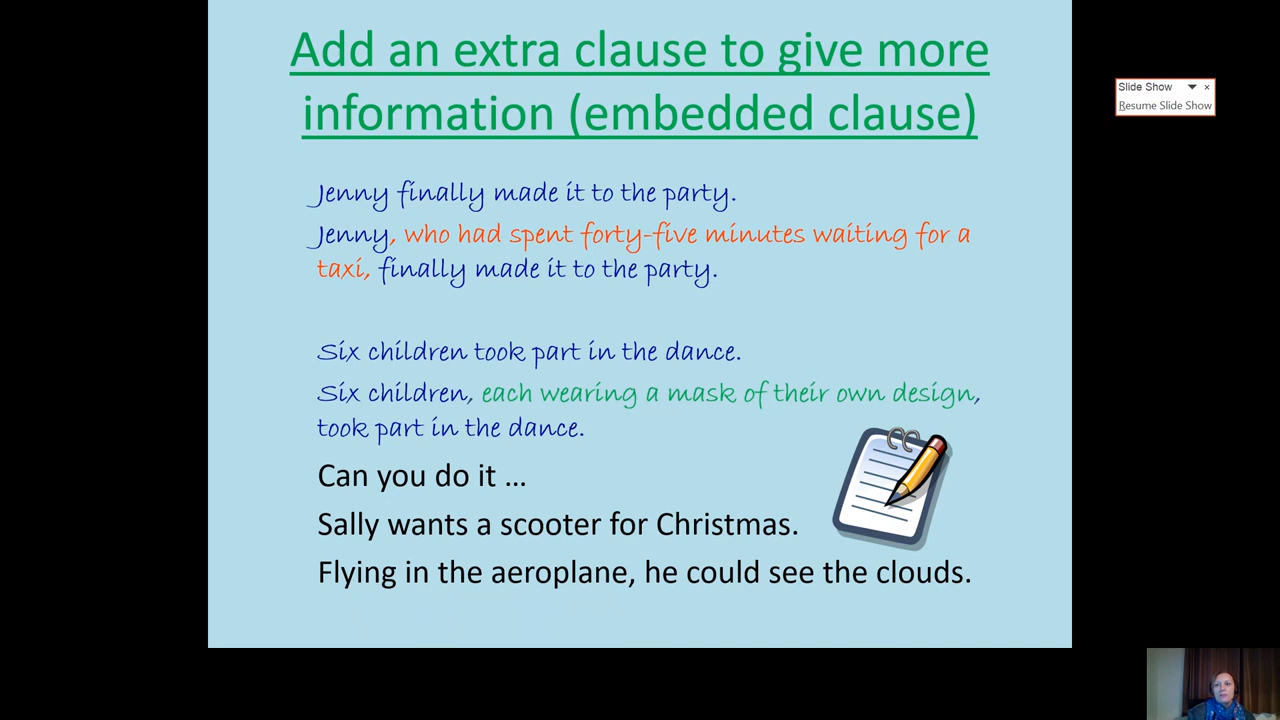 Add an extra clause to give more
information (embedded clause)
Slide Show
Resume Slide Show
Jenny finally made it to the party.
Jenny, who had spent forty-five minutes waiting for a
taxi, finally made it to the party.
Six children took part in the dance.
Six children, each wearing a mask of their own design,
took part in the dance.
Can you do it ...
Sally wants a scooter for Christmas.
Flying in the aeroplane, he could see the clouds.